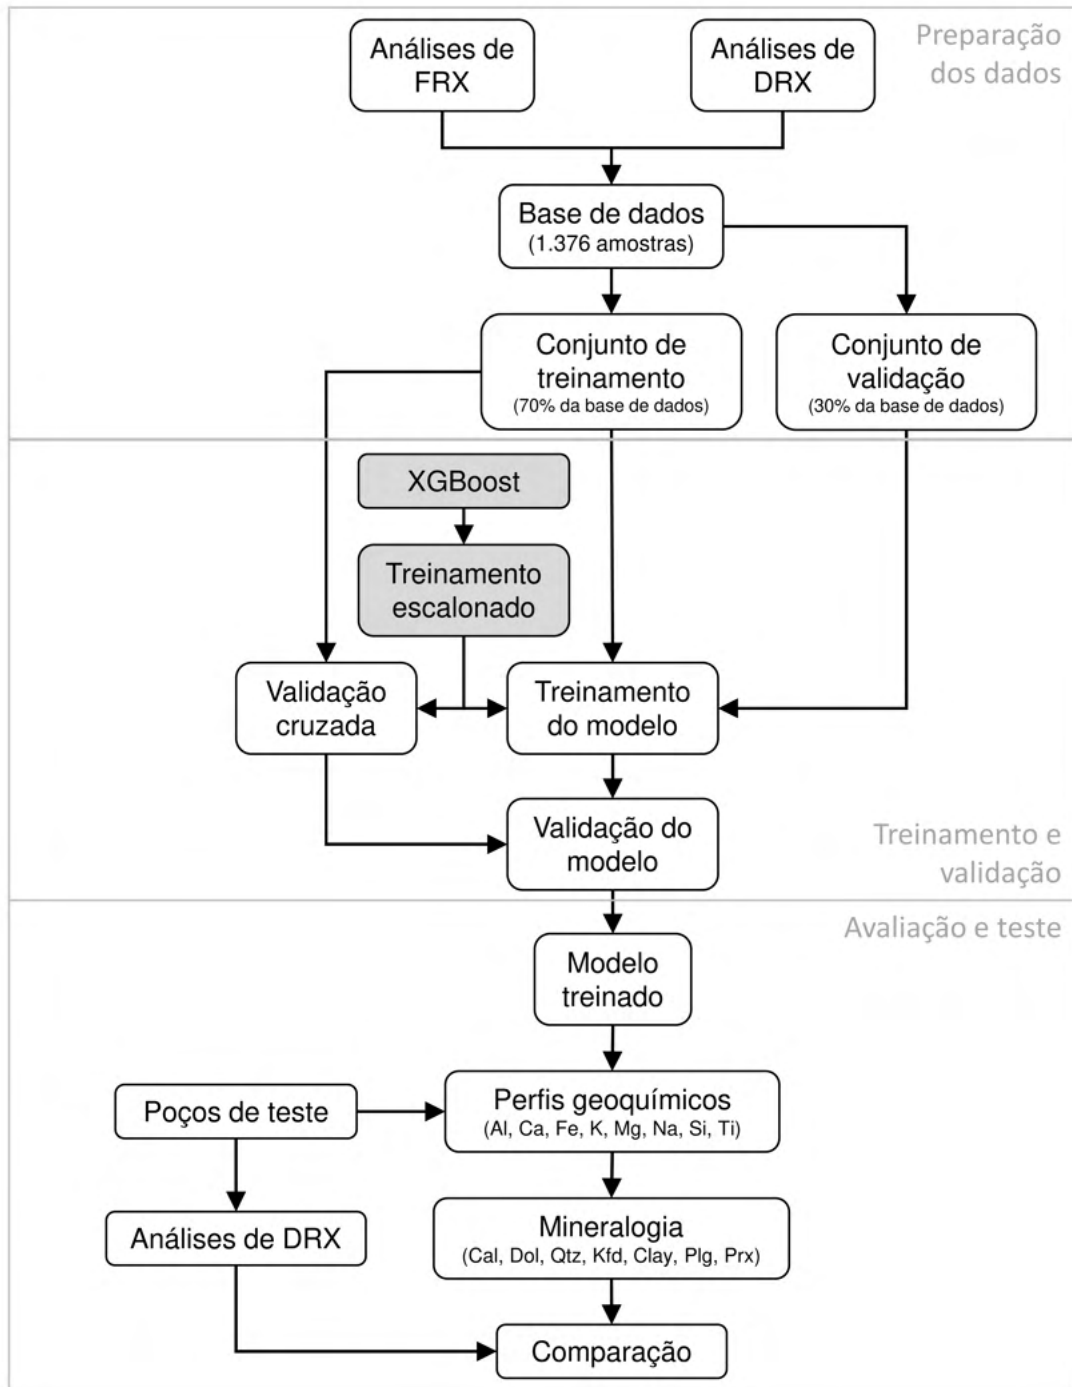 Análises de
FRX
Análises de
DRX
Preparação
dos dados
Base de dados
(1.376 amostras)
Conjunto de
treinamento
(70% da base de dados)
Conjunto de
validação
(30% da base de dados)
XGBoost
Treinamento
escalonado
Validação
cruzada
Treinamento
do modelo
Validação do
modelo
Treinamento e
validação
Avaliação e teste
Modelo
treinado
Poços de teste
Perfis geoquímicos
(Al, Ca, Fe, K, Mg, Na, Si, Ti)
Análises de DRX
Mineralogia
(Cal, Dol, Qtz, Kfd, Clay, Plg, Prx)
Comparação